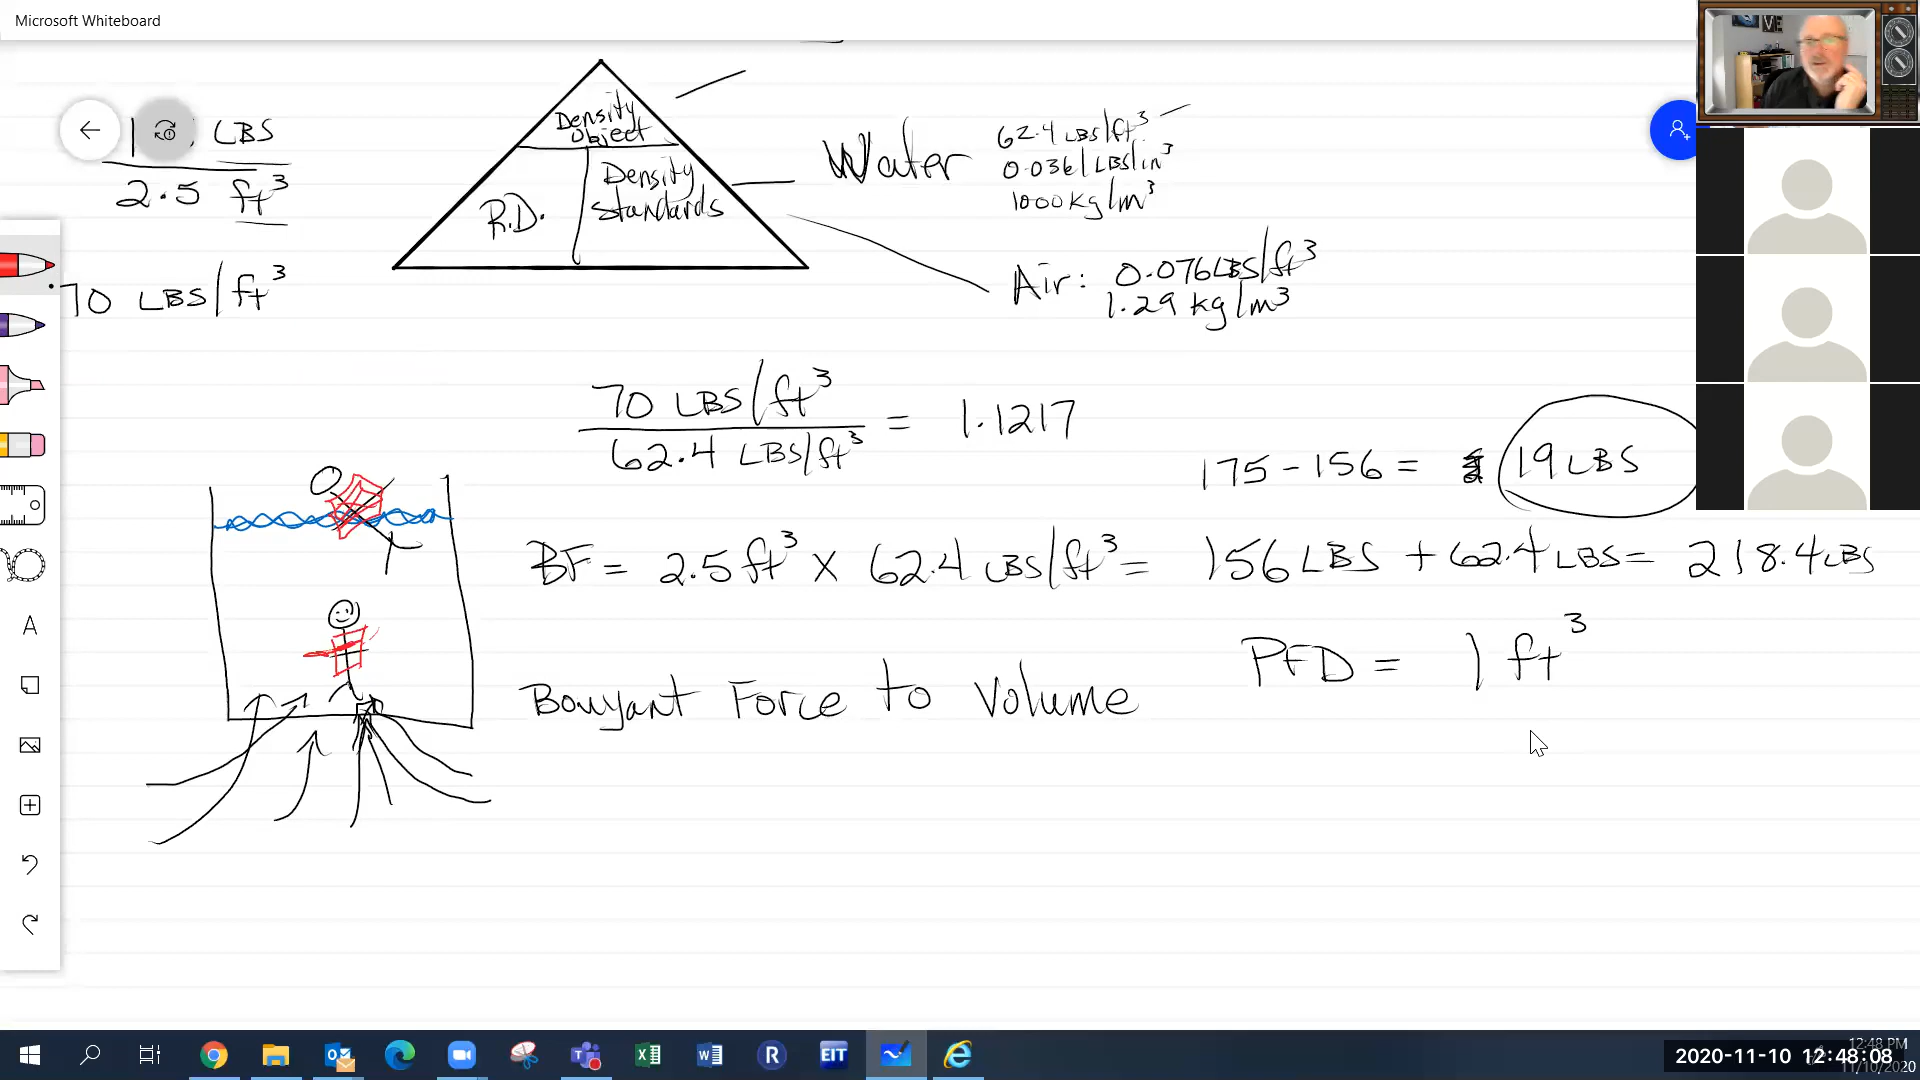 Microsoft Whiteboard
LBS
2.5 ft³
70 LBS/ft³
Density
Object
R.D.
Density
Standards
Water
62.4 LBS/ft³
0.0361 LBS/in³
1000 kg/m³
Air: 0.076 LBS/ft³
1.29 kg/m³
70 LBS/ft³
62.4 LBS/ft³
= 1.1217
175-156= 19 LBS
BF= 2.5 ft³ x 62.4 LBS/ft³= 156 LBS + 62.4 LBS= 218.4 LBS
PFD = 1 ft³
Bouyant Force to Volume
A
EIT
2020-11-10 12:48:08
12:48 PM
11/10/2020